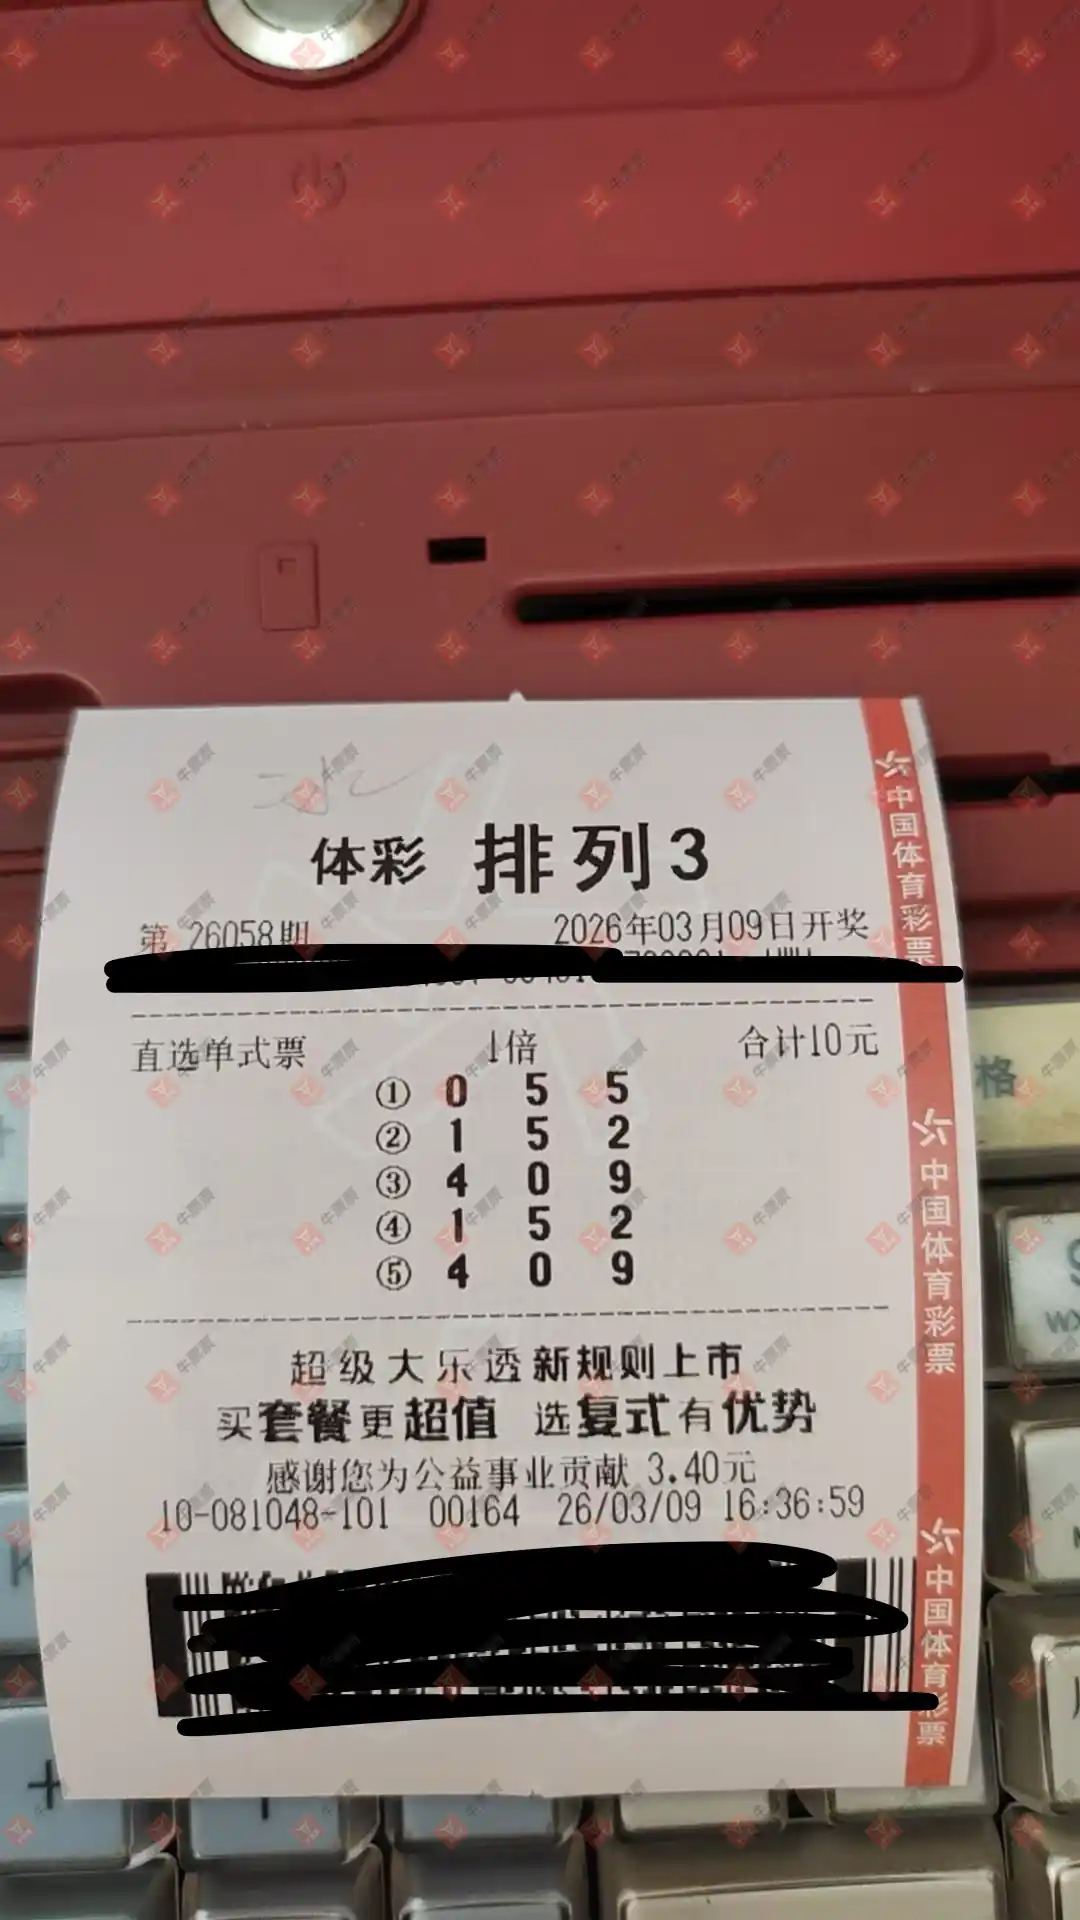 体彩 排列3
第 26058期 2026年03月09日开奖
直选单式票 1倍 合计10元
① 0 5 5
② 1 5 2
③ 4 0 9
④ 1 5 2
⑤ 4 0 9
超级大乐透新规则上市
买套餐更超值 选复式有优势
感谢您为公益事业贡献 3.40元
10-081048-101 00164 26/03/09 16:36:59
中国体育彩票
中国体育彩票
中国体育彩票
格
牛票票